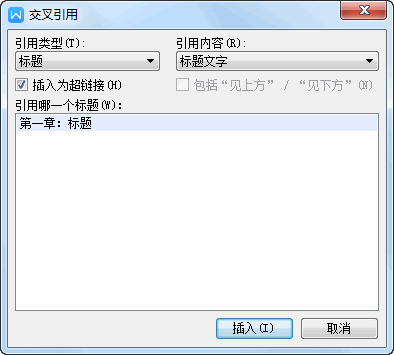 交叉引用
引用类型(T):
引用内容(R):
标题
标题文字
插入为超链接(H)
包括“见上方” / “见下方”(N)
引用哪一个标题(W):
第一章: 标题
插入(I)
取消